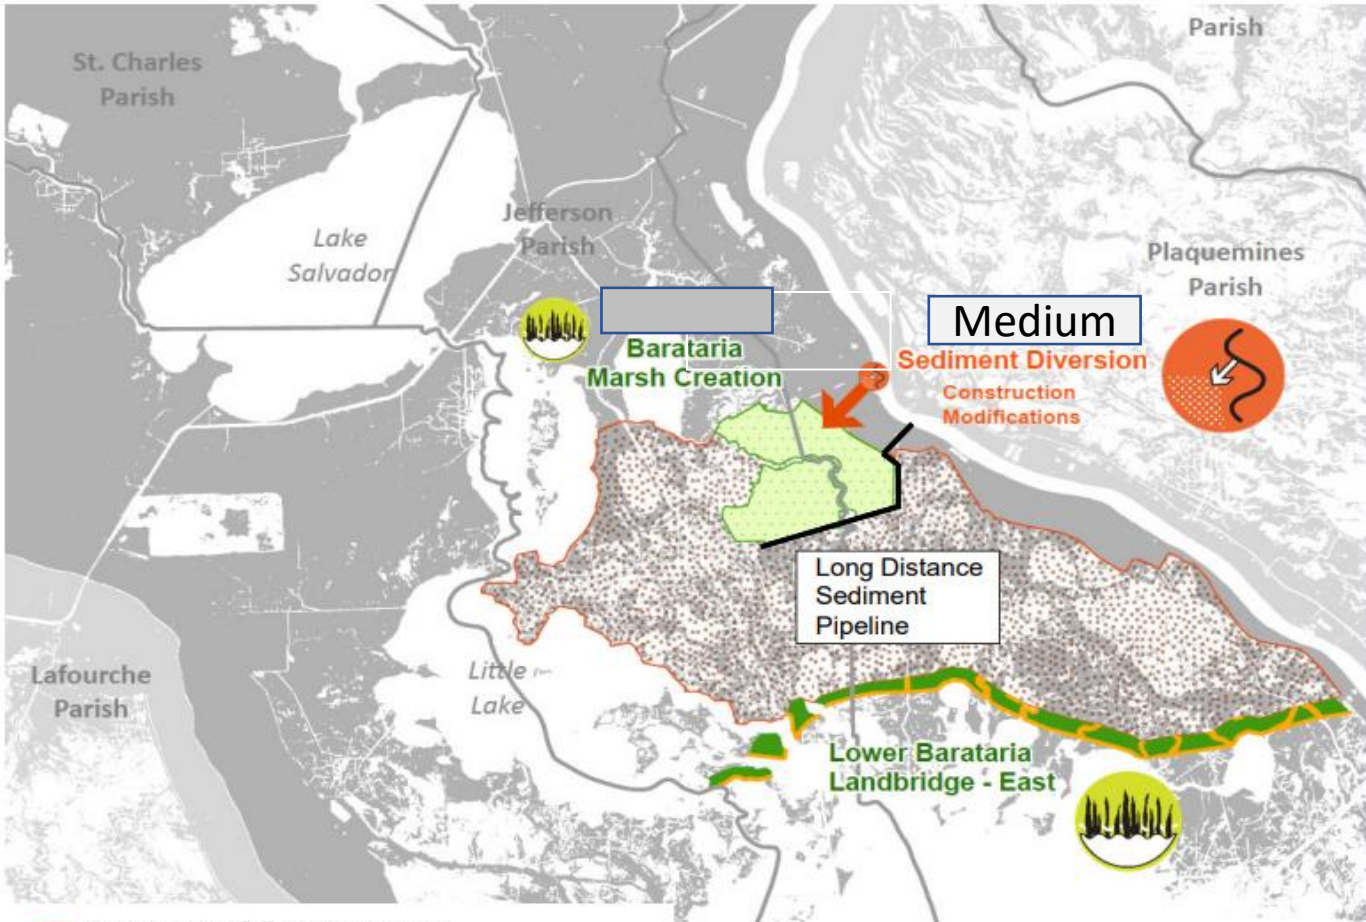 Parish
St. Charles
Parish
Jefferson
Parish
Lake
Salvador
Plaquemines
Parish
Medium
Sediment Diversion
Construction
Modifications
Barataria
Marsh Creation
Long Distance
Sediment
Pipeline
Little
Lake
Lafourche
Parish
Lower Barataria
Landbridge - East